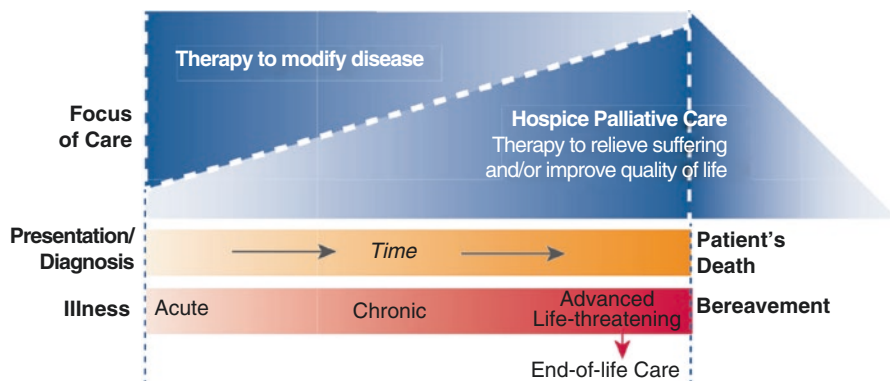 Therapy to modify disease
Focus
of Care
Hospice Palliative Care
Therapy to relieve suffering
and/or improve quality of life
Presentation/
Diagnosis
Time
Patient's
Death
Illness
Acute
Chronic
Advanced
Life-threatening
Bereavement
End-of-life Care